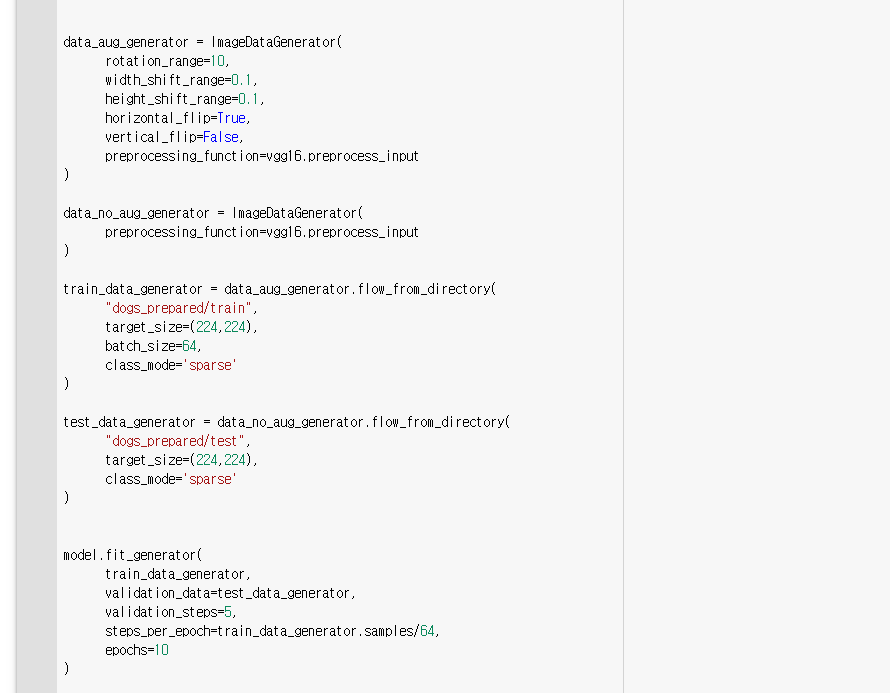 data_aug_generator = ImageDataGenerator(
rotation_range=10,
width_shift_range=0.1,
height_shift_range=0.1,
horizontal_flip=True,
vertical_flip=False,
preprocessing_function=vgg16.preprocess_input
)
data_no_aug_generator = ImageDataGenerator(
preprocessing_function=vgg16.preprocess_input
)
train_data_generator = data_aug_generator.flow_from_directory(
"dogs_prepared/train",
target_size=(224,224),
batch_size=64,
class_mode='sparse'
)
test_data_generator = data_no_aug_generator.flow_from_directory(
"dogs_prepared/test",
target_size=(224,224),
class_mode='sparse'
)
model.fit_generator(
train_data_generator,
validation_data=test_data_generator,
validation_steps=5,
steps_per_epoch=train_data_generator.samples/64,
epochs=10
)